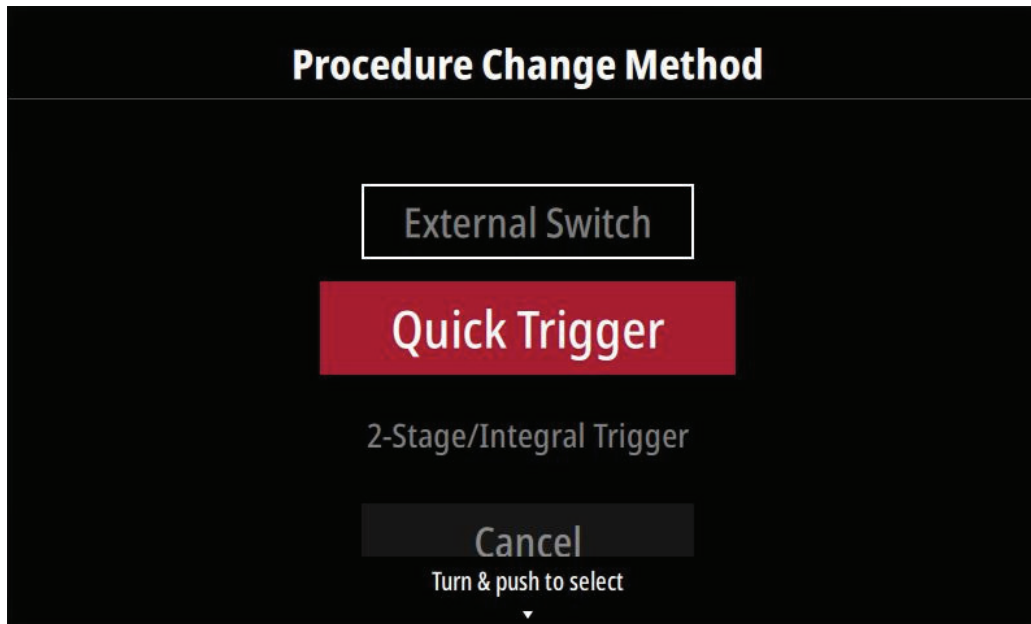 Procedure Change Method
External Switch
Quick Trigger
2-Stage/Integral Trigger
Cancel
Turn & push to select